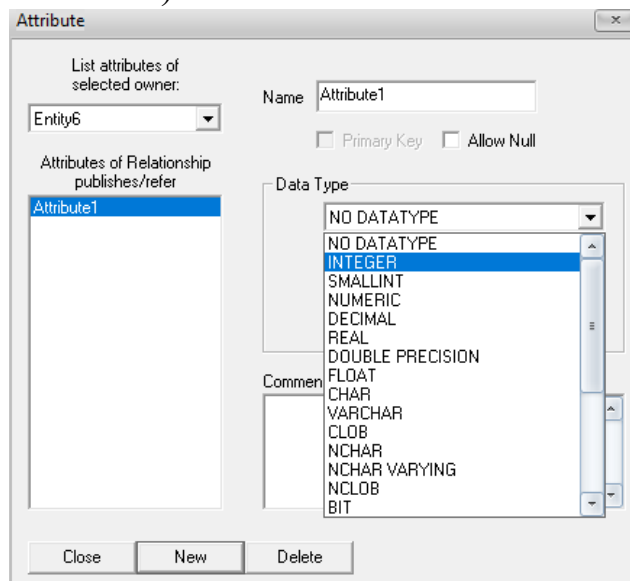 Attribute
List attributes of
selected owner:
Entity6
Attributes of Relationship
publishes/refer
Attribute1
Name Attribute1
Primary Key Allow Null
Data Type
NO DATATYPE
NO DATATYPE
INTEGER
SMALLINT
NUMERIC
DECIMAL
REAL
DOUBLE PRECISION
FLOAT
CHAR
VARCHAR
CLOB
NCHAR
NCHAR VARYING
NCLOB
BIT
Commen
Close New Delete